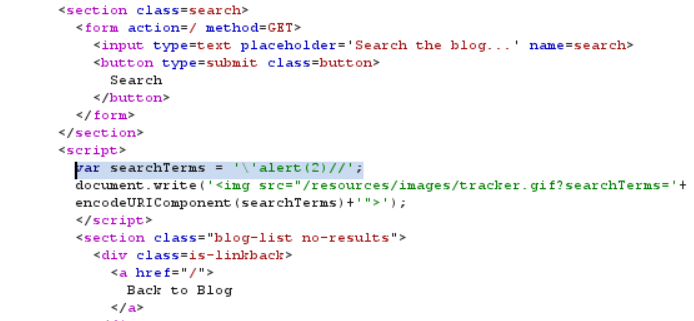 <section class=search>
<form action=/ method=GET>
<input type=text placeholder='Search the blog...' name=search>
<button type=submit class=button>
Search
</button>
</form>
</section>
<script>
var searchTerms = '\'alert(2)//';
document.write('<img src="/resources/images/tracker.gif?searchTerms='+
encodeURIComponent(searchTerms)+'">');
</script>
<section class="blog-list no-results">
<div class=is-linkback>
<a href="/">
Back to Blog
</a>